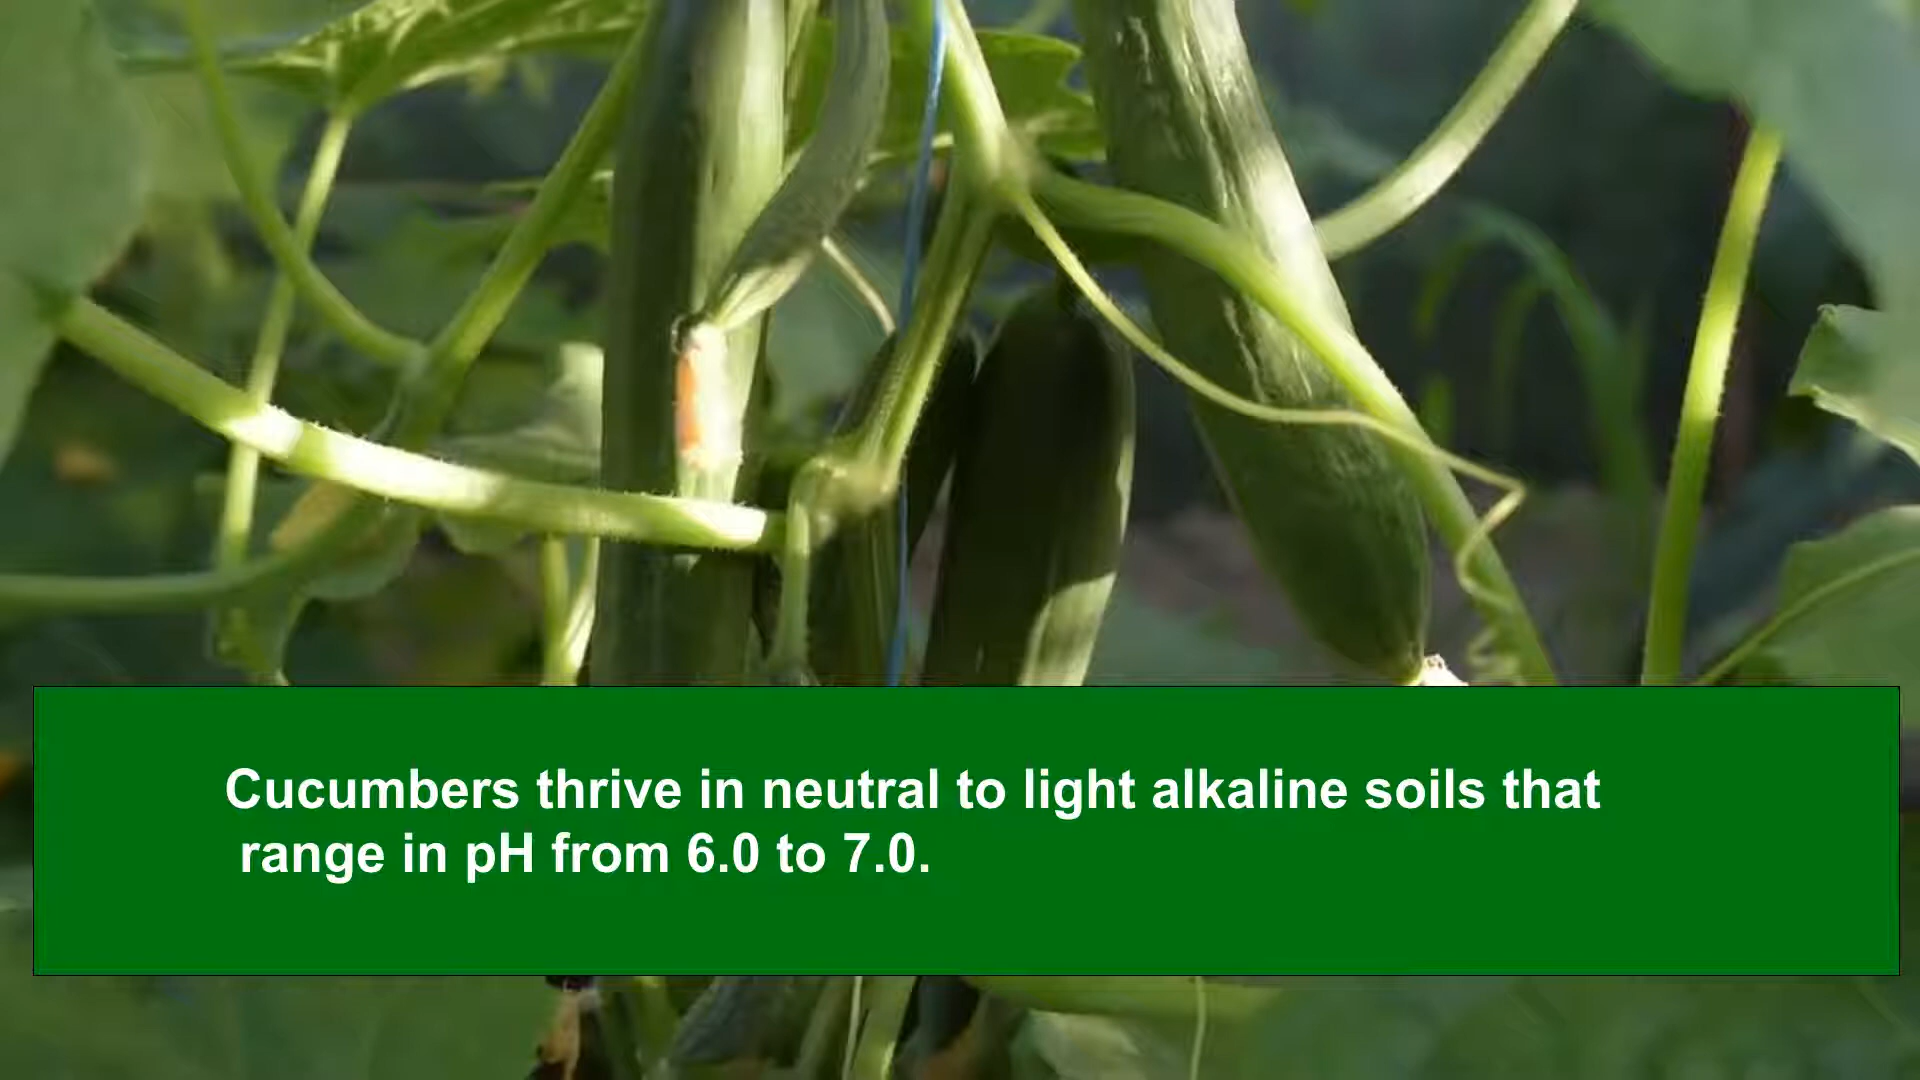 Cucumbers thrive in neutral to light alkaline soils that
range in pH from 6.0 to 7.0.